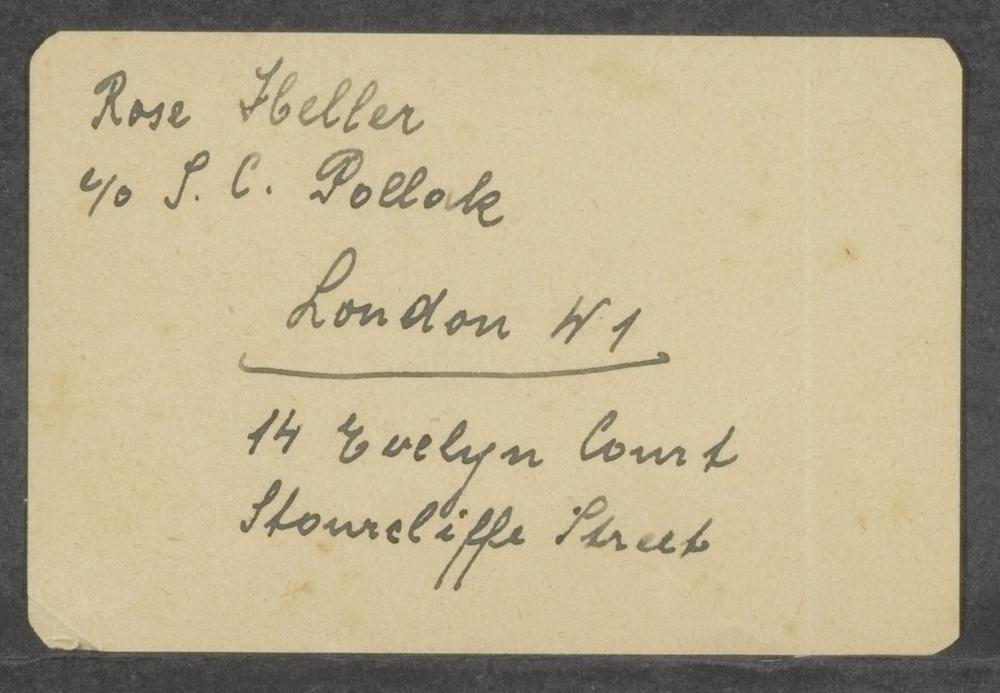 Rose Heller
c/o S. C. Pollak
London W1
14 Evelyn Court
Stourcliffe Street